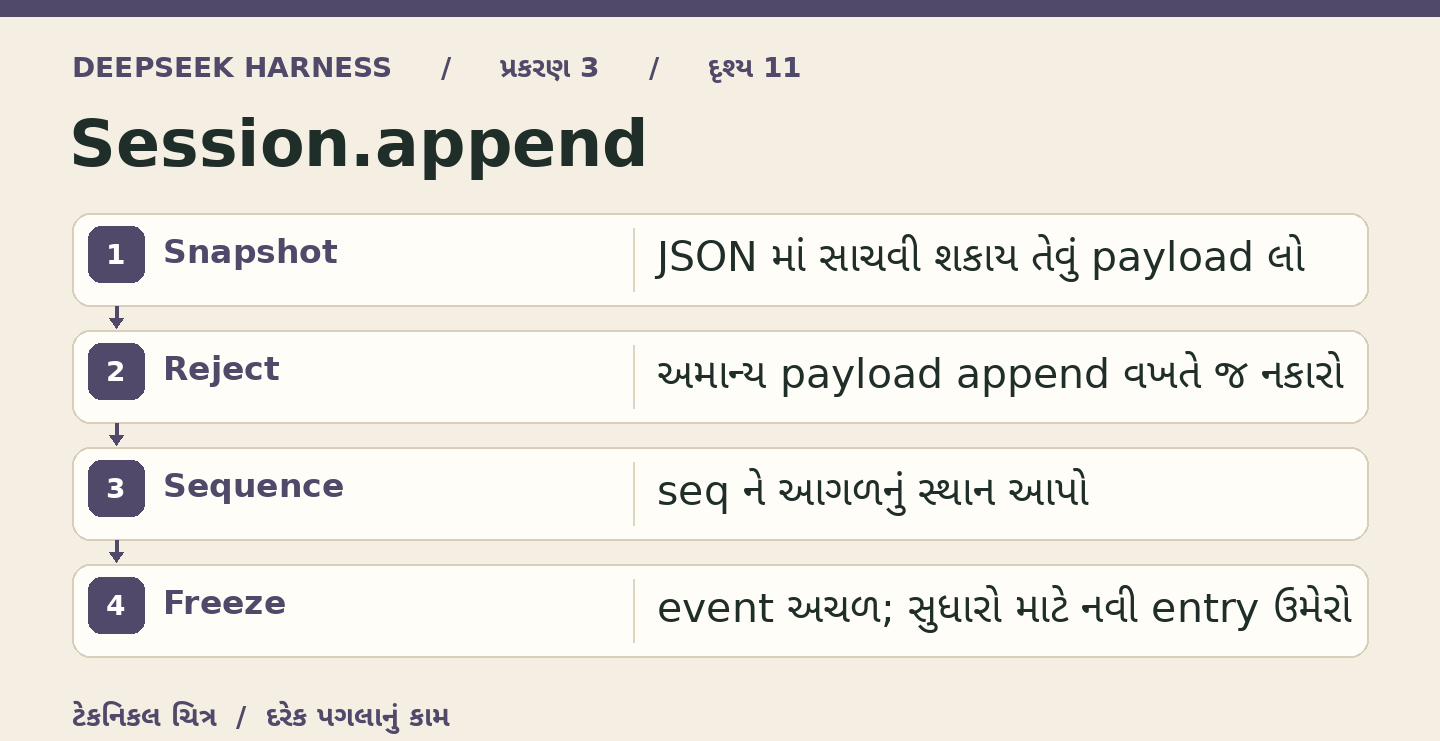 DEEPSEEK HARNESS / પ્રકરણ 3 / દૃશ્ય 11
Session.append
1 Snapshot JSON માં સાચવી શકાય તેવું payload લો
2 Reject અમાન્ય payload append વખતે જ નકારો
3 Sequence seq ને આગળનું સ્થાન આપો
4 Freeze event અચળ; સુધારો માટે નવી entry ઉમેરો
ટેકનિકલ ચિત્ર / દરેક પગલાનું કામ